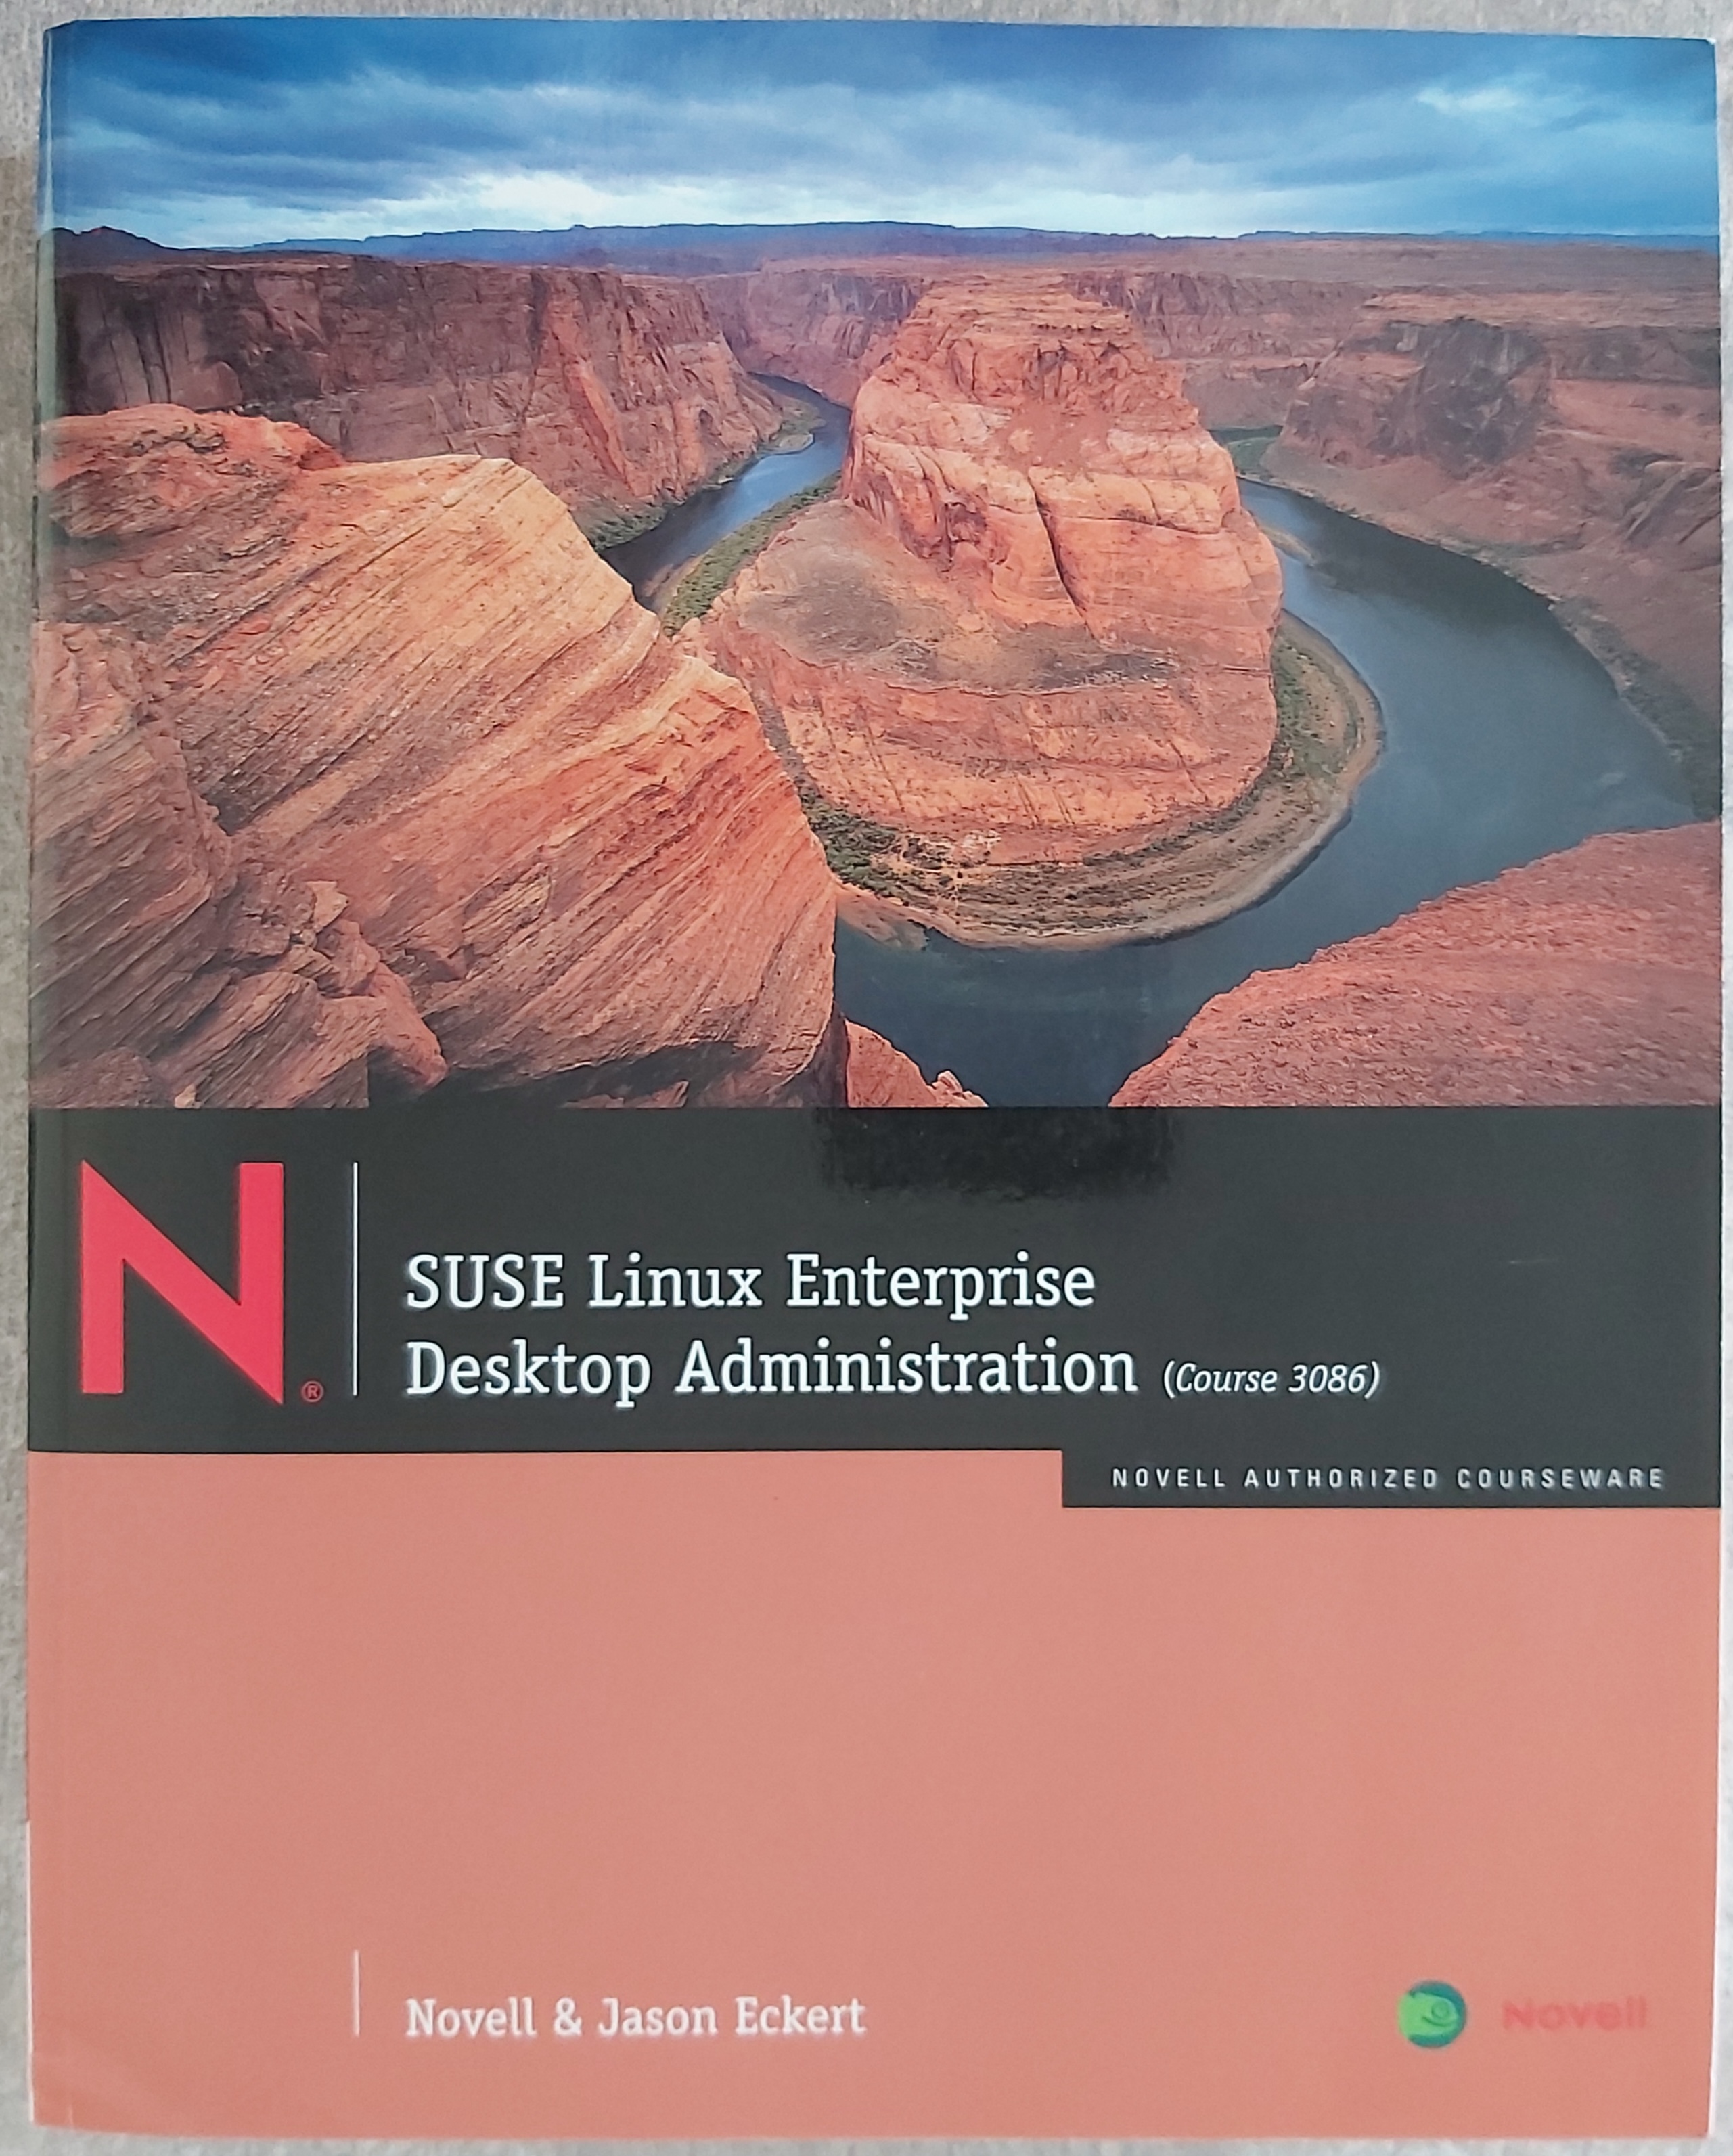 N®
SUSE Linux Enterprise
Desktop Administration (Course 3086)
NOVELL AUTHORIZED COURSEWARE
Novell & Jason Eckert
Novell